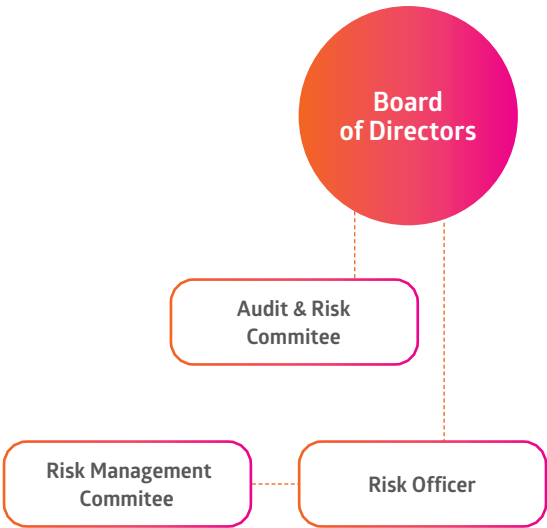 Board
of Directors
Audit & Risk
Commitee
Risk Management
Commitee
Risk Officer